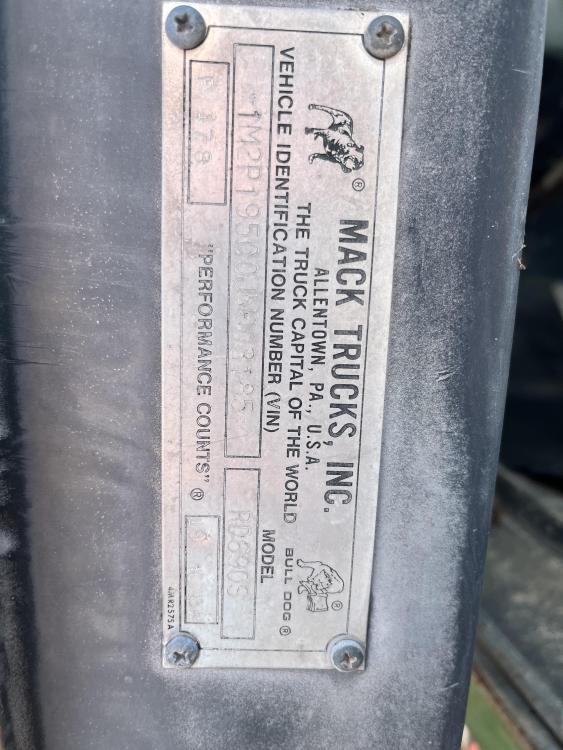 ®
MACK TRUCKS, INC.
ALLENTOWN, PA., U.S.A.
THE TRUCK CAPITAL OF THE WORLD
BULL DOG ®
®
VEHICLE IDENTIFICATION NUMBER (VIN)
MODEL
RD690S
"PERFORMANCE COUNTS" ®
4MR2575A